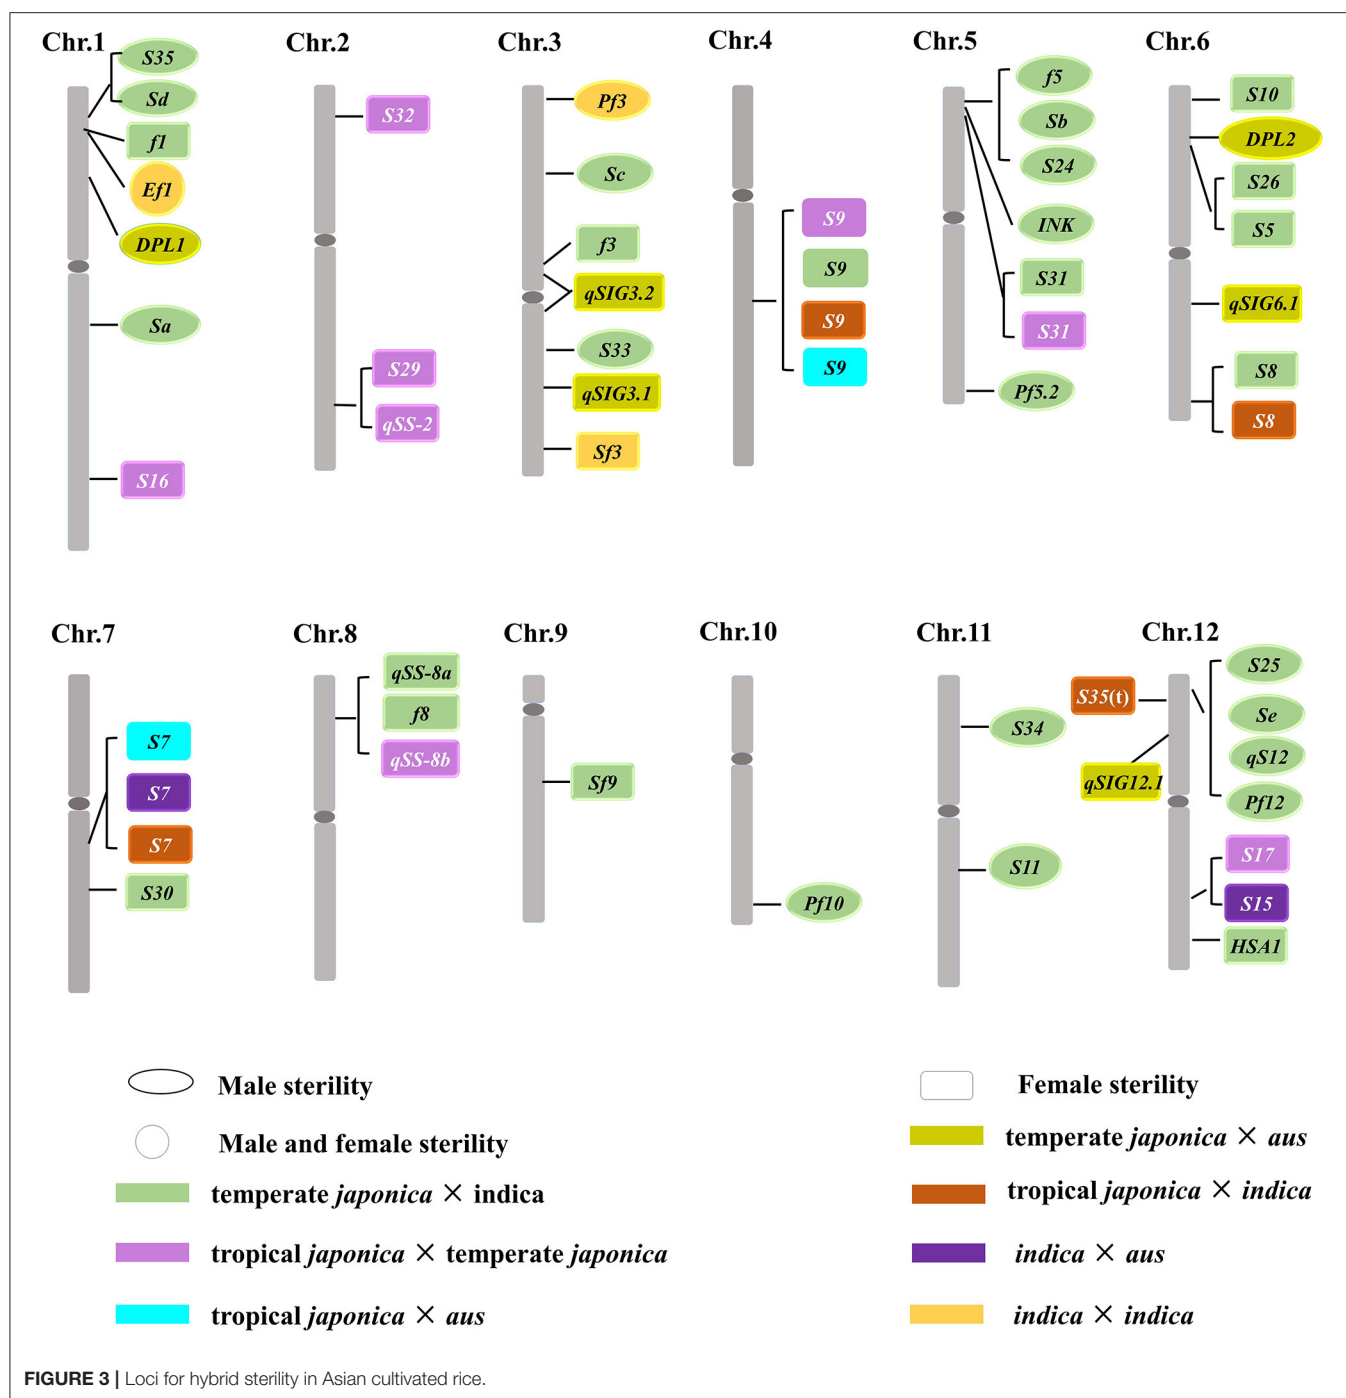 Chr.1
S35
Sd
f1
Ef1
DPL1
Sa
S16
Chr.2
S32
S29
qSS-2
Chr.3
Pf3
Sc
f3
qSIG3.2
S33
qSIG3.1
Sf3
Chr.4
S9
S9
S9
S9
Chr.5
f5
Sb
S24
INK
S31
S31
Pf5.2
Chr.6
S10
DPL2
S26
S5
qSIG6.1
S8
S8
Chr.7
S7
S7
S7
S30
Chr.8
qSS-8a
f8
qSS-8b
Chr.9
Sf9
Chr.10
Pf10
Chr.11
S34
S11
Chr.12
S35(t)
qSIG12.1
S25
Se
qS12
Pf12
S17
S15
HSA1
Male sterility
Male and female sterility
temperate japonica × indica
tropical japonica × temperate japonica
tropical japonica × aus
Female sterility
temperate japonica × aus
tropical japonica × indica
indica × aus
indica × indica
FIGURE 3 | Loci for hybrid sterility in Asian cultivated rice.